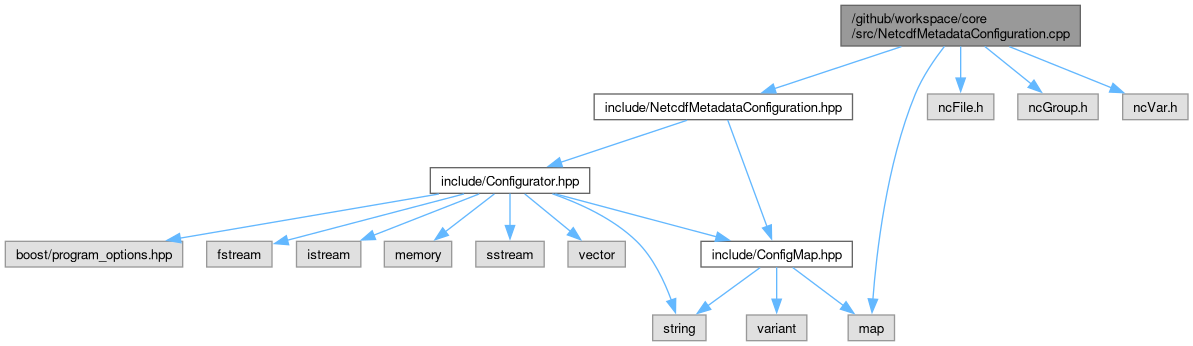 /github/workspace/core
/src/NetcdfMetadataConfiguration.cpp
include/NetcdfMetadataConfiguration.hpp
ncFile.h
ncGroup.h
ncVar.h
include/Configurator.hpp
boost/program_options.hpp
fstream
istream
memory
sstream
vector
include/ConfigMap.hpp
string
variant
map